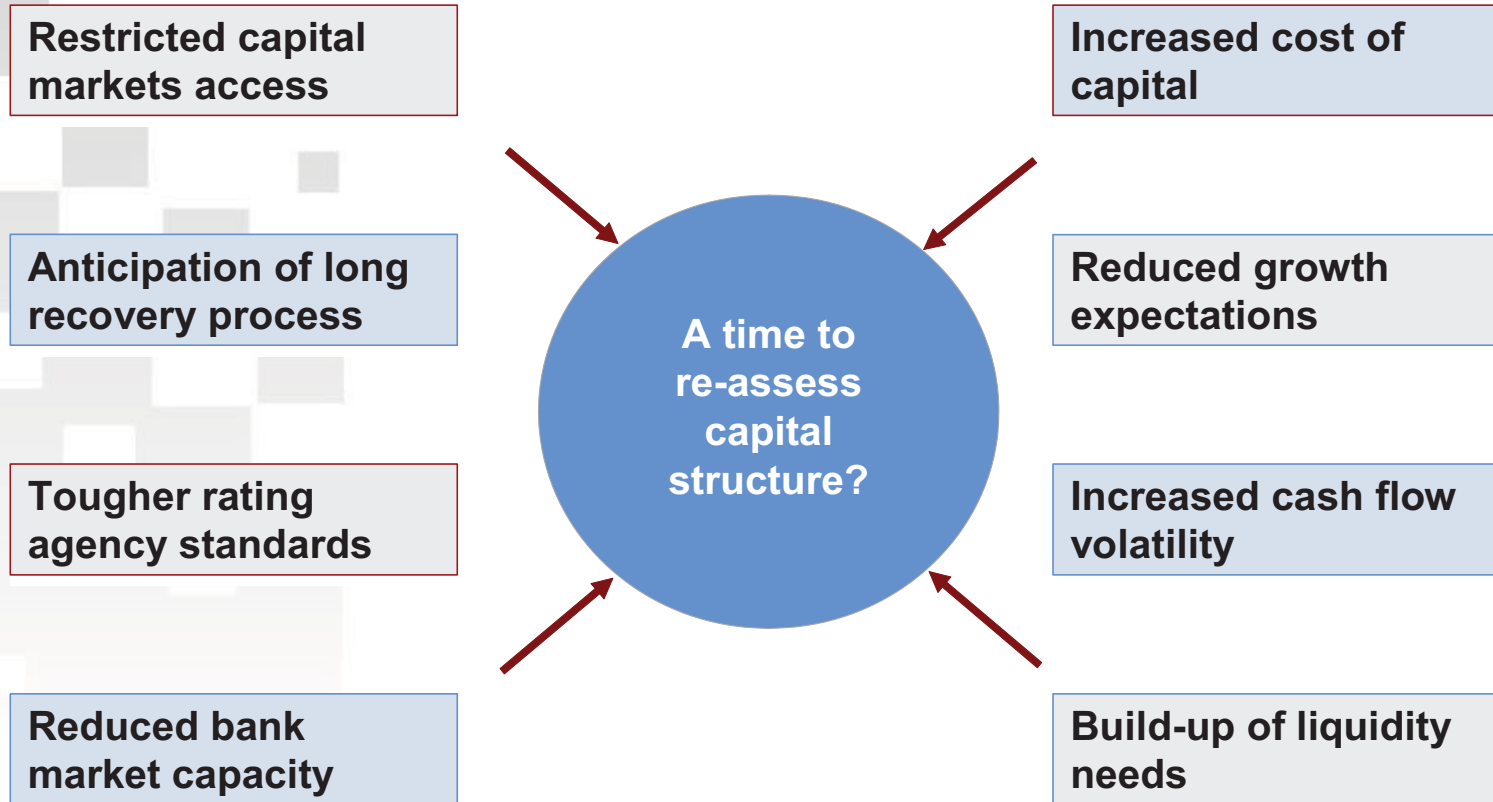 Restricted capital
markets access
Anticipation of long
recovery process
Tougher rating
agency standards
Reduced bank
market capacity
A time to
re-assess
capital
structure?
Increased cost of
capital
Reduced growth
expectations
Increased cash flow
volatility
Build-up of liquidity
needs